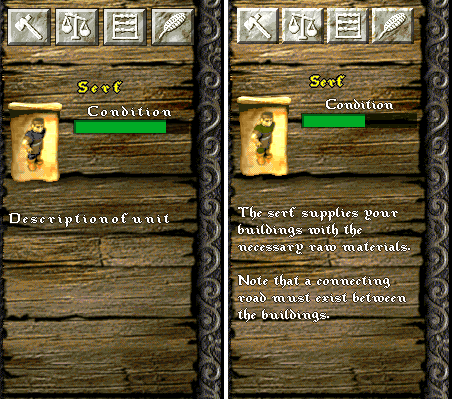 Serf
Condition
Description of unit
Serf
Condition
The serf supplies your
buildings with the
necessary raw materials.
Note that a connecting
road must exist between
the buildings.